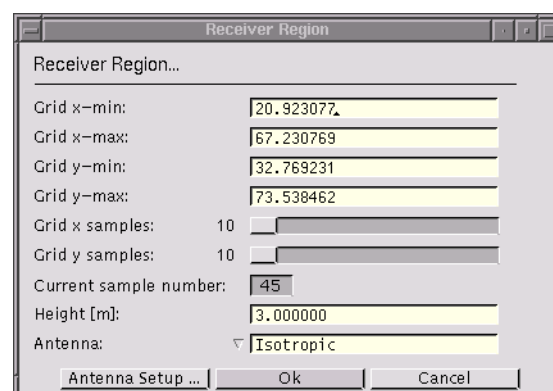 Receiver Region
Receiver Region...
Grid x-min: 20.923077
Grid x-max: 67.230769
Grid y-min: 32.769231
Grid y-max: 73.538462
Grid x samples: 10
Grid y samples: 10
Current sample number: 45
Height [m]: 3.000000
Antenna: Isotropic
Antenna Setup ... Ok Cancel